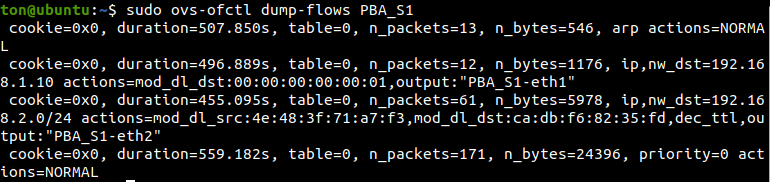 ton@ubuntu:~$ sudo ovs-ofctl dump-flows PBA_S1
 cookie=0x0, duration=507.850s, table=0, n_packets=13, n_bytes=546, arp actions=NORMA
L
 cookie=0x0, duration=496.889s, table=0, n_packets=12, n_bytes=1176, ip,nw_dst=192.16
8.1.10 actions=mod_dl_dst:00:00:00:00:00:01,output:"PBA_S1-eth1"
 cookie=0x0, duration=455.095s, table=0, n_packets=61, n_bytes=5978, ip,nw_dst=192.16
8.2.0/24 actions=mod_dl_src:4e:48:3f:71:a7:f3,mod_dl_dst:ca:db:f6:82:35:fd,dec_ttl,ou
tput:"PBA_S1-eth2"
 cookie=0x0, duration=559.182s, table=0, n_packets=171, n_bytes=24396, priority=0 act
ions=NORMAL